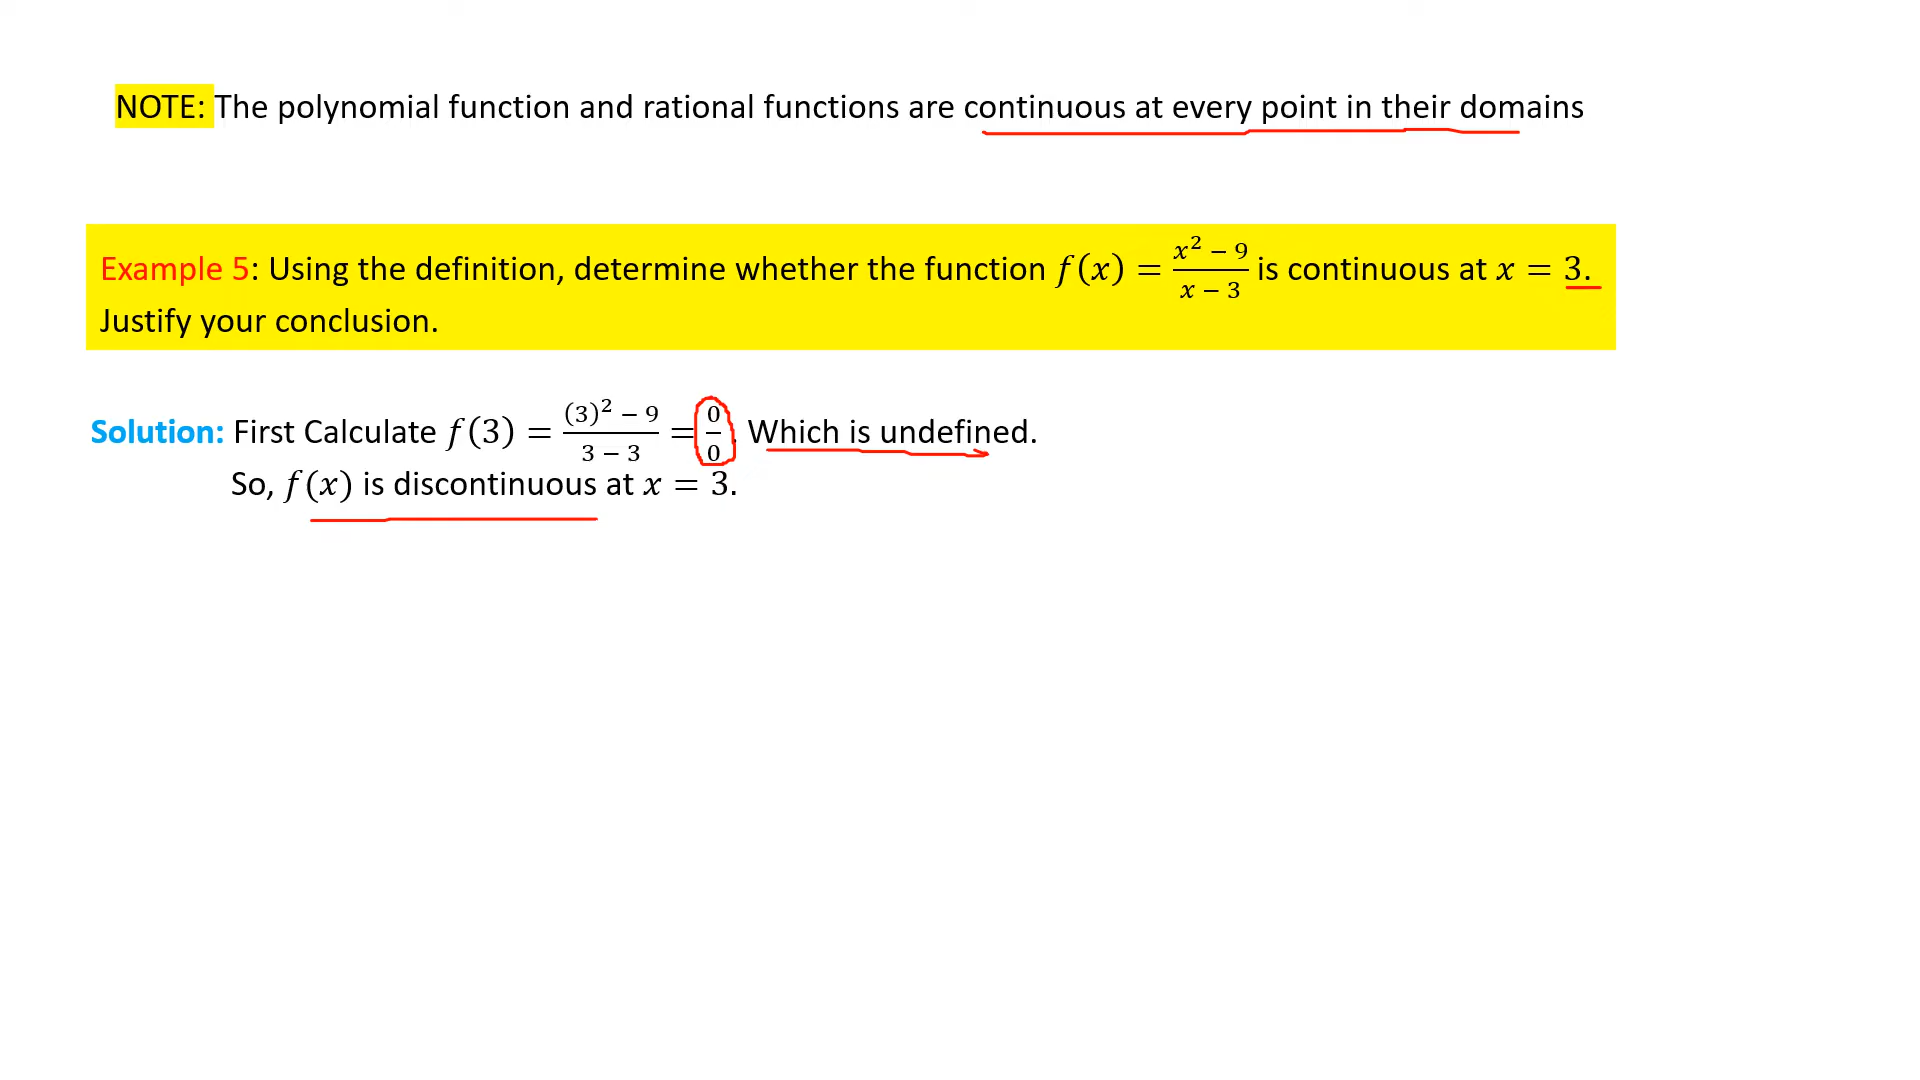 NOTE: The polynomial function and rational functions are continuous at every point in their domains
Example 5: Using the definition, determine whether the function f(x) = (x² − 9)/(x − 3) is continuous at x = 3.
Justify your conclusion.
Solution: First Calculate f(3) = ((3)² − 9)/(3 − 3) = 0/0. Which is undefined.
So, f(x) is discontinuous at x = 3.